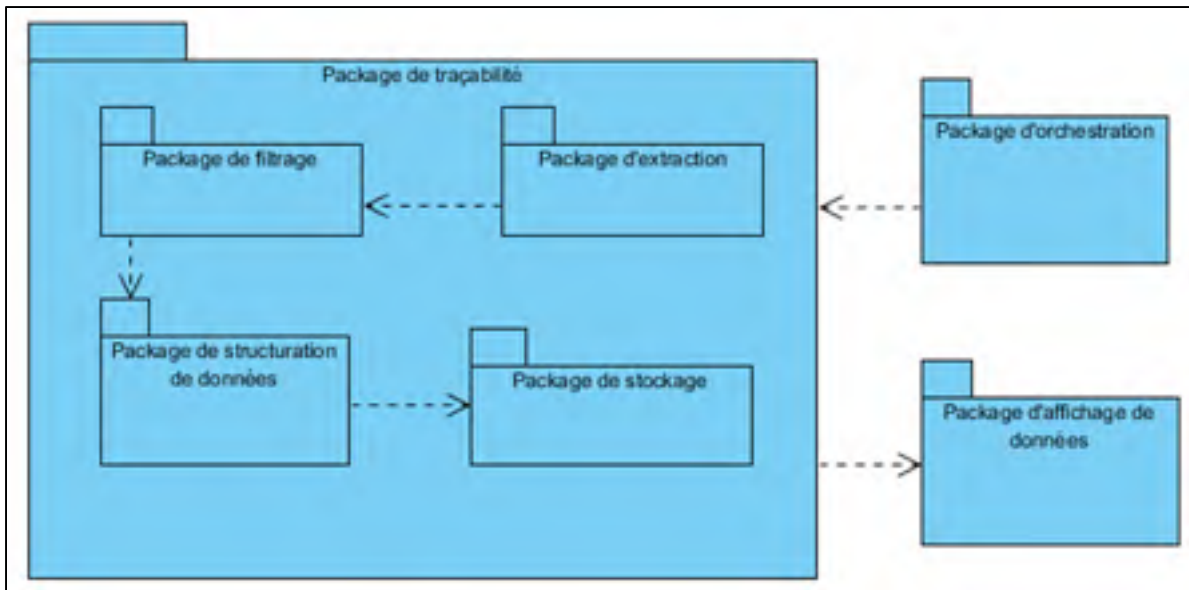 Package de traçabilité
Package de filtrage
Package d'extraction
Package d'orchestration
Package de structuration
de données
Package de stockage
Package d'affichage de
données